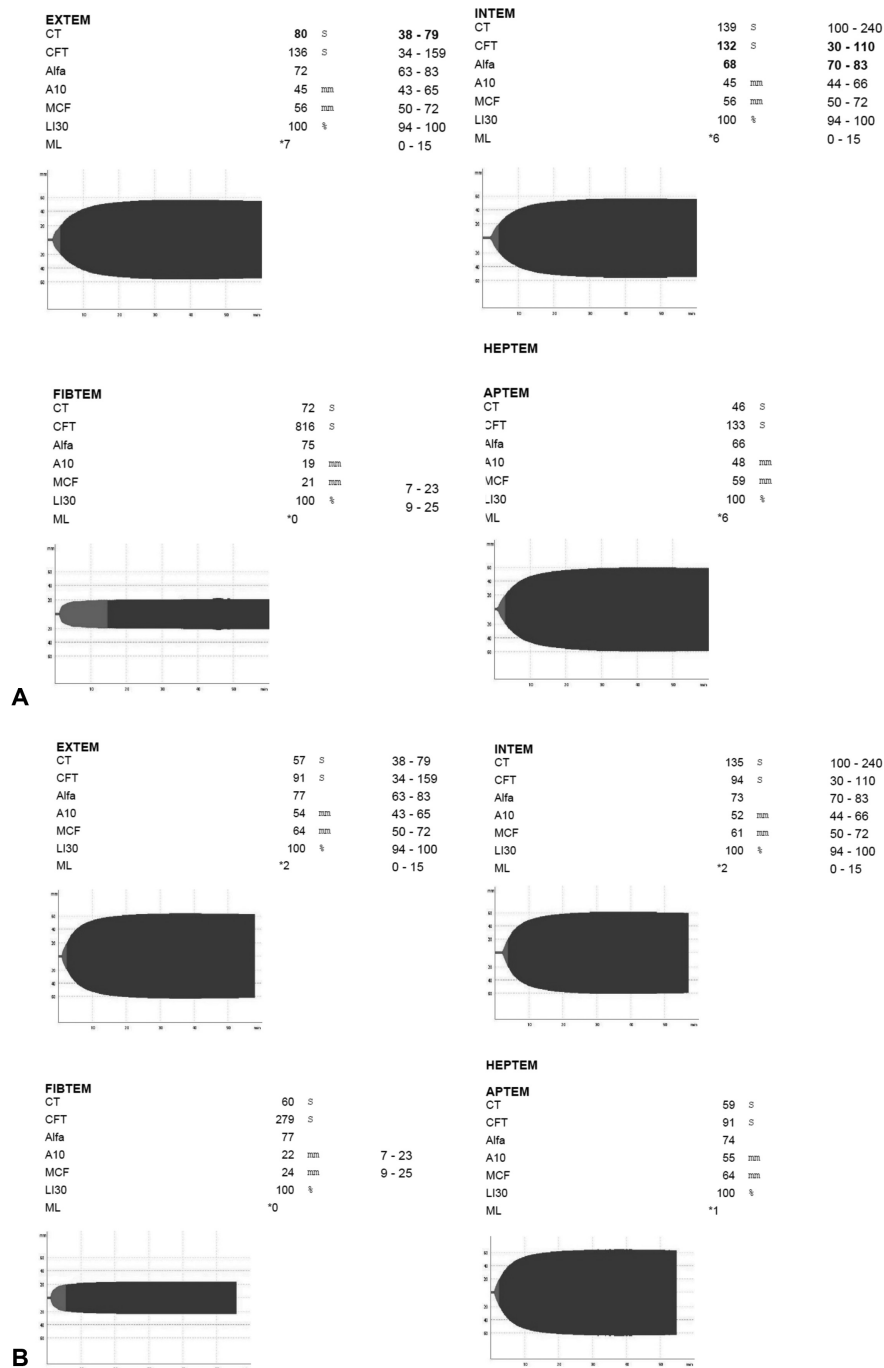 EXTEM
CT 80 s 38 - 79
CFT 136 s 34 - 159
Alfa 72 63 - 83
A10 45 mm 43 - 65
MCF 56 mm 50 - 72
LI30 100 % 94 - 100
ML *7 0 - 15
INTEM
CT 139 s 100 - 240
CFT 132 s 30 - 110
Alfa 68 70 - 83
A10 45 mm 44 - 66
MCF 56 mm 50 - 72
LI30 100 % 94 - 100
ML *6 0 - 15
FIBTEM
CT 72 s
CFT 816 s
Alfa 75
A10 19 mm
MCF 21 mm 7 - 23
LI30 100 % 9 - 25
ML *0
HEPTEM
APTEM
CT 46 s
CFT 133 s
Alfa 66
A10 48 mm
MCF 59 mm
LI30 100 %
ML *6
A
EXTEM
CT 57 s 38 - 79
CFT 91 s 34 - 159
Alfa 77 63 - 83
A10 54 mm 43 - 65
MCF 64 mm 50 - 72
LI30 100 % 94 - 100
ML *2 0 - 15
INTEM
CT 135 s 100 - 240
CFT 94 s 30 - 110
Alfa 73 70 - 83
A10 52 mm 44 - 66
MCF 61 mm 50 - 72
LI30 100 % 94 - 100
ML *2 0 - 15
FIBTEM
CT 60 s
CFT 279 s
Alfa 77
A10 22 mm 7 - 23
MCF 24 mm 9 - 25
LI30 100 %
ML *0
HEPTEM
APTEM
CT 59 s
CFT 91 s
Alfa 74
A10 55 mm
MCF 64 mm
LI30 100 %
ML *1
B